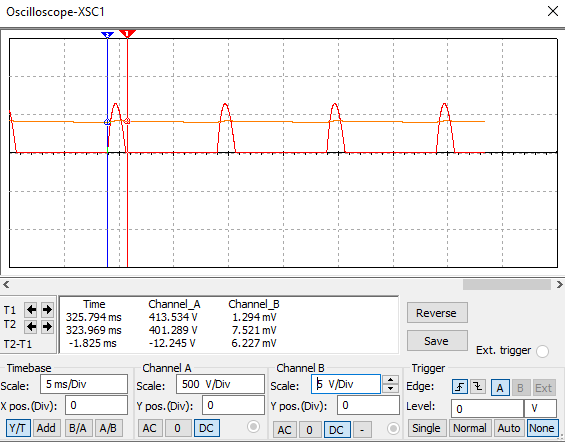 Oscilloscope-XSC1
2 1
T1
T2
T2-T1
Time Channel_A Channel_B
325.794 ms 413.534 V 1.294 mV
323.969 ms 401.289 V 7.521 mV
-1.825 ms -12.245 V 6.227 mV
Reverse
Save
Ext. trigger
Timebase
Scale: 5 ms/Div
X pos.(Div): 0
Y/T Add B/A A/B
Channel A
Scale: 500 V/Div
Y pos.(Div): 0
AC 0 DC
Channel B
Scale: 5 V/Div
Y pos.(Div): 0
AC 0 DC -
Trigger
Edge: A B Ext
Level: 0 V
Single Normal Auto None